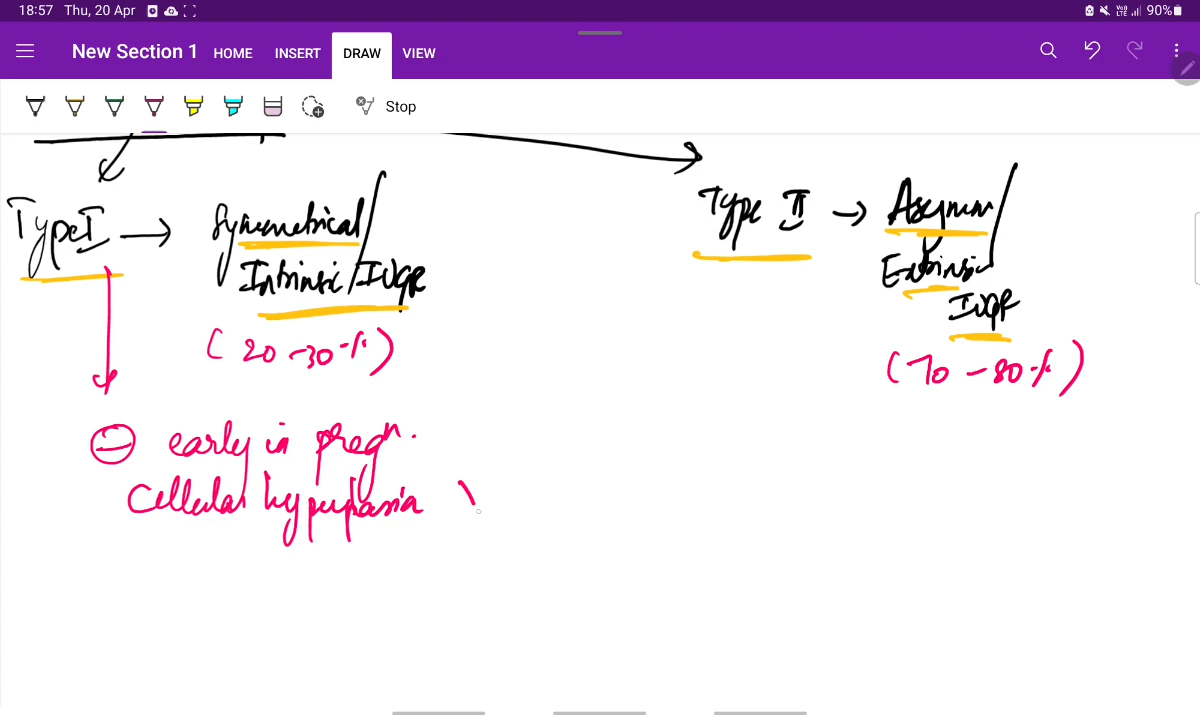 18:57 Thu, 20 Apr 90%
New Section 1 HOME INSERT DRAW VIEW
Stop
Type I → Symmetrical/
Intrinsic/IUGR
(20-30%)
Type II → Asymm/
Extrinsic
IUGR
(70-80%)
⊖ early in pregn.
Cellular hyperplasia